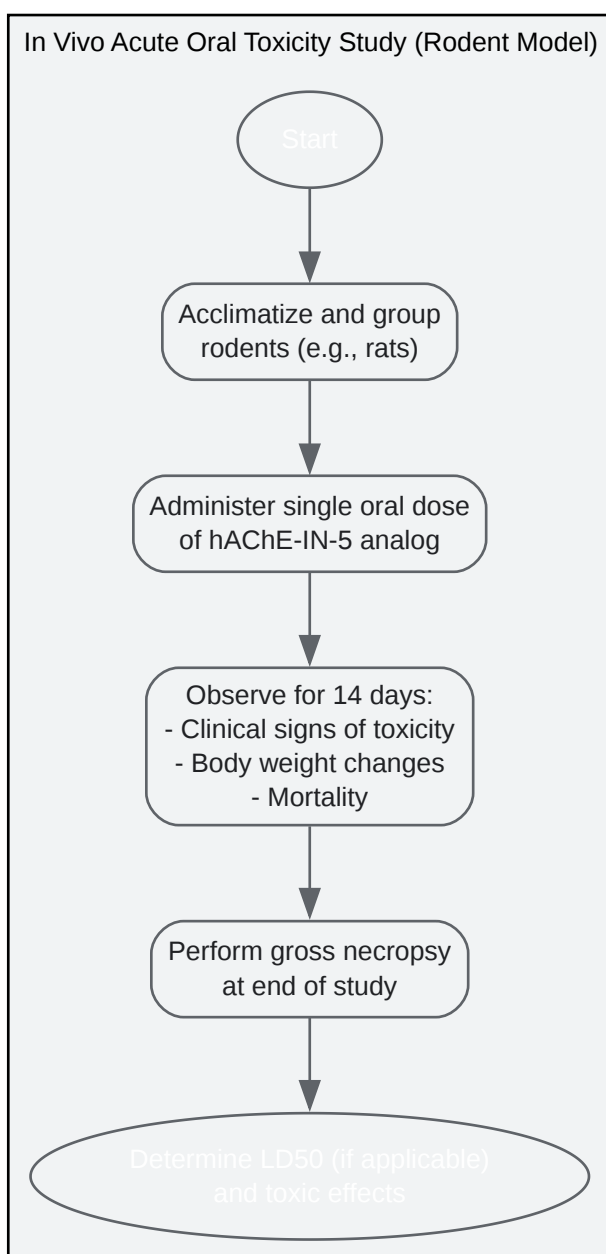 In Vivo Acute Oral Toxicity Study (Rodent Model)
Start
Acclimatize and group
rodents (e.g., rats)
Administer single oral dose
of hAChE-IN-5 analog
Observe for 14 days:
- Clinical signs of toxicity
- Body weight changes
- Mortality
Perform gross necropsy
at end of study
Determine LD50 (if applicable)
and toxic effects